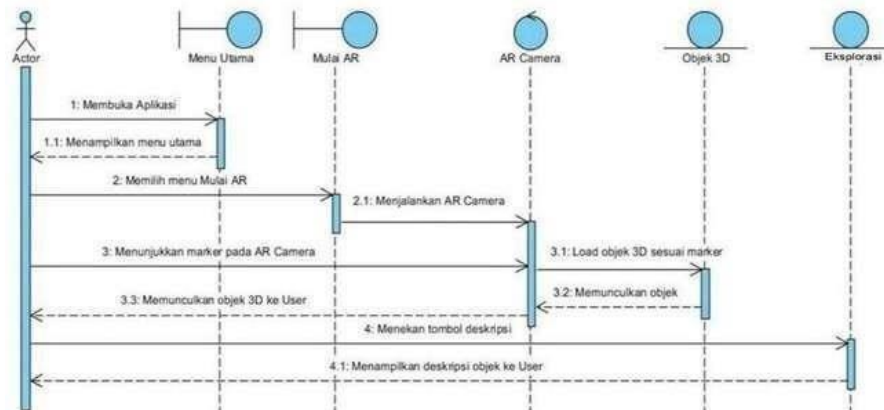 Actor
Menu Utama
Mulai AR
AR Camera
Objek 3D
Eksplorasi
1: Membuka Aplikasi
1.1: Menampilkan menu utama
2: Memilih menu Mulai AR
2.1: Menjalankan AR Camera
3: Menunjukkan marker pada AR Camera
3.1: Load objek 3D sesuai marker
3.2: Memunculkan objek
3.3: Memunculkan objek 3D ke User
4: Menekan tombol deskripsi
4.1: Menampilkan deskripsi objek ke User